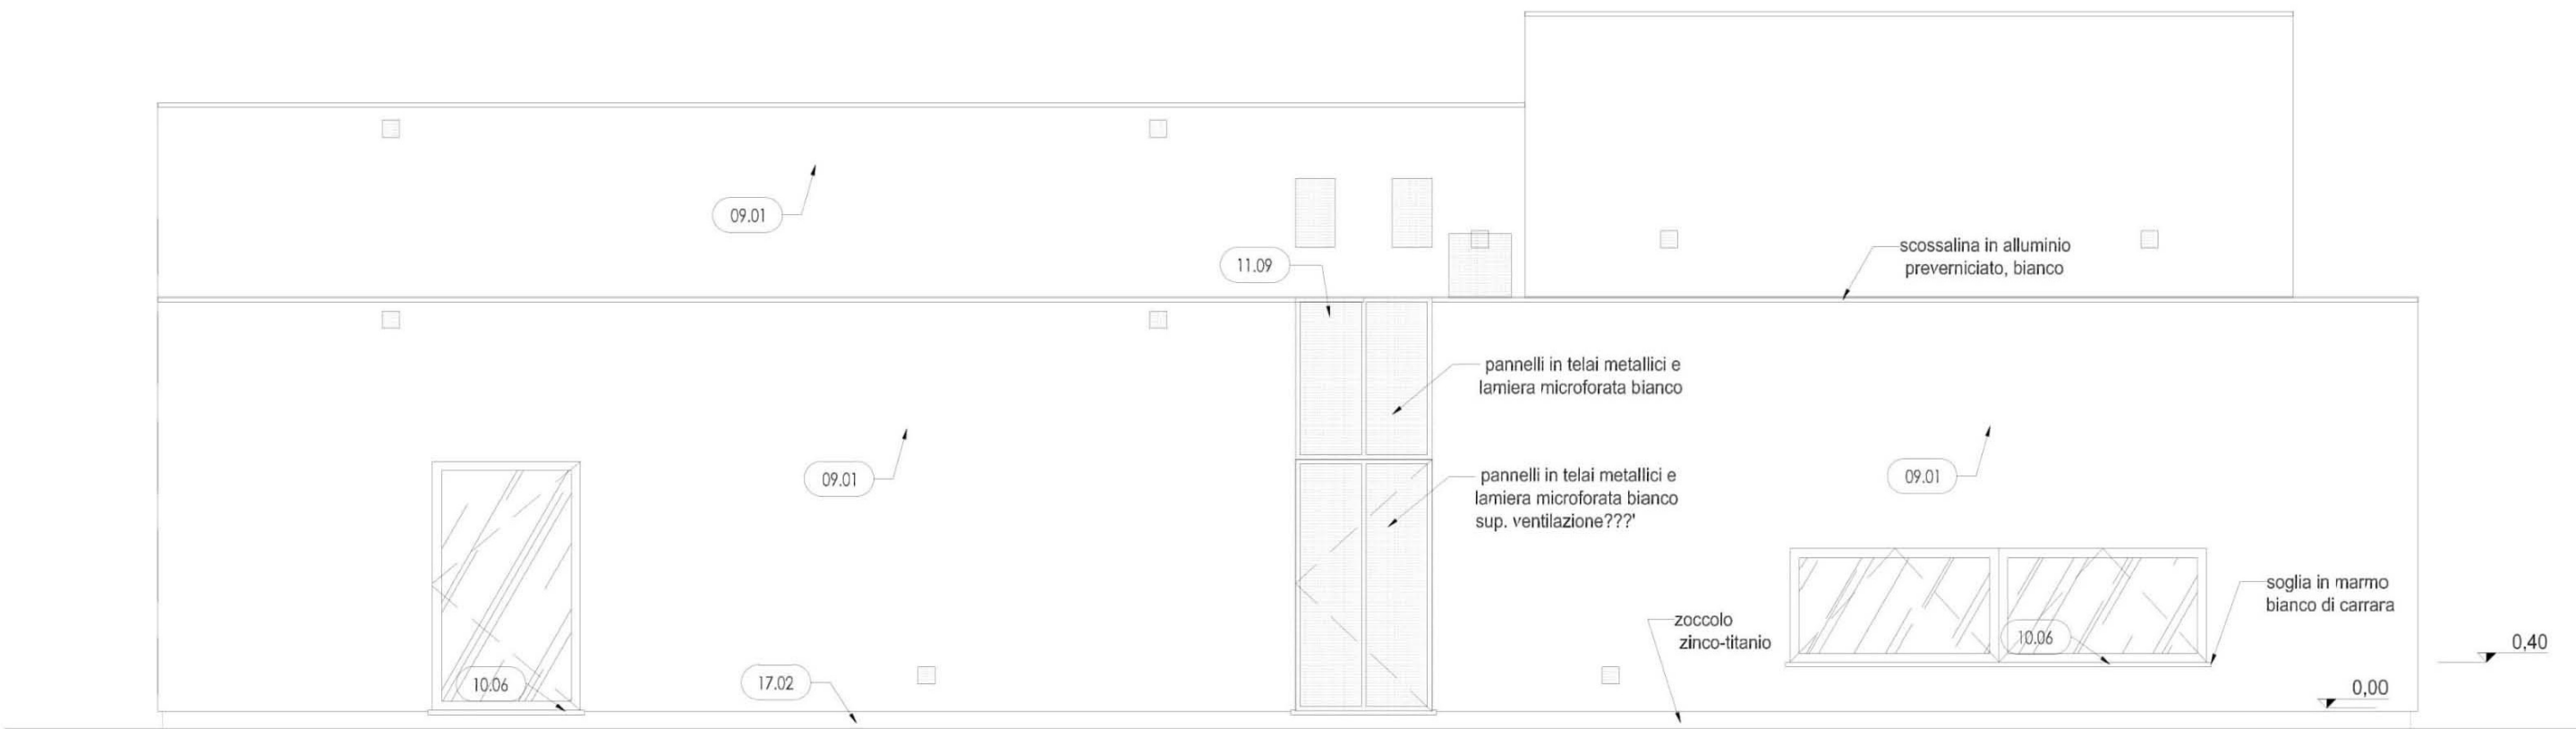 09.01
11.09
scossalina in alluminio
preverniciato, bianco
pannelli in telai metallici e
lamiera microforata bianco
09.01
pannelli in telai metallici e
lamiera microforata bianco
sup. ventilazione???'
09.01
soglia in marmo
bianco di carrara
zoccolo
zinco-titanio
10.06
0,40
10.06
17.02
0,00